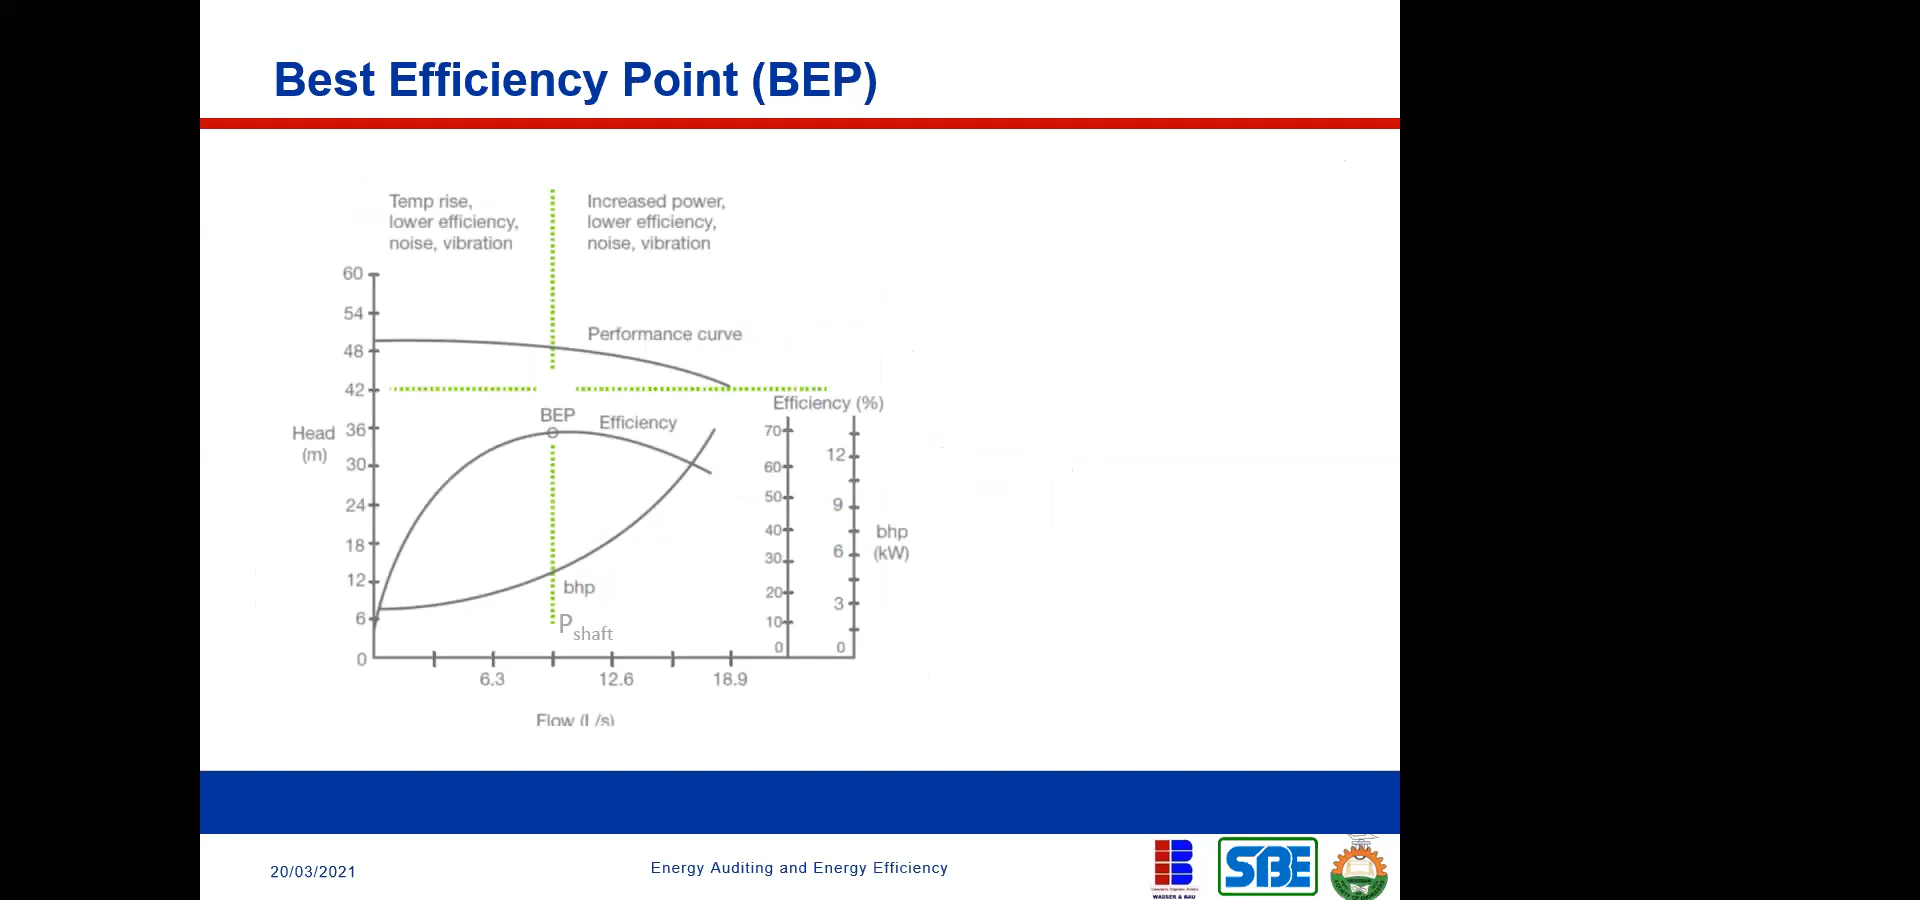 Best Efficiency Point (BEP)
Temp rise,
lower efficiency,
noise, vibration
Increased power,
lower efficiency,
noise, vibration
60
54
48
42
36
30
24
18
12
6
0
Head
(m)
Performance curve
BEP
Efficiency
bhp
P shaft
Efficiency (%)
70
60
50
40
30
20
10
0
12
9
6
3
0
bhp
(kW)
6.3
12.6
18.9
Flow (L/s)
20/03/2021
Energy Auditing and Energy Efficiency
WASSER & BAU
SBE